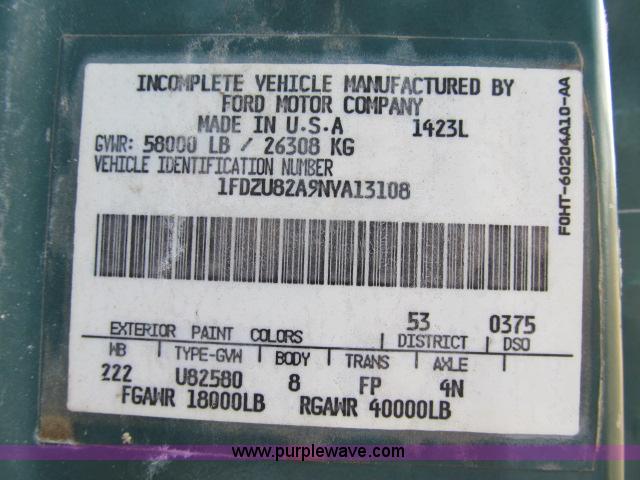 INCOMPLETE VEHICLE MANUFACTURED BY
FORD MOTOR COMPANY
MADE IN U.S.A 1423L
GVWR: 58000 LB / 26308 KG
VEHICLE IDENTIFICATION NUMBER
1FDZU82A9NVA13108
F0HT-60204A10-AA
53 0375
EXTERIOR PAINT COLORS DISTRICT DSO
WB TYPE-GVW BODY TRANS AXLE
222 U82580 8 FP 4N
FGAWR 18000LB RGAWR 40000LB
www.purplewave.com